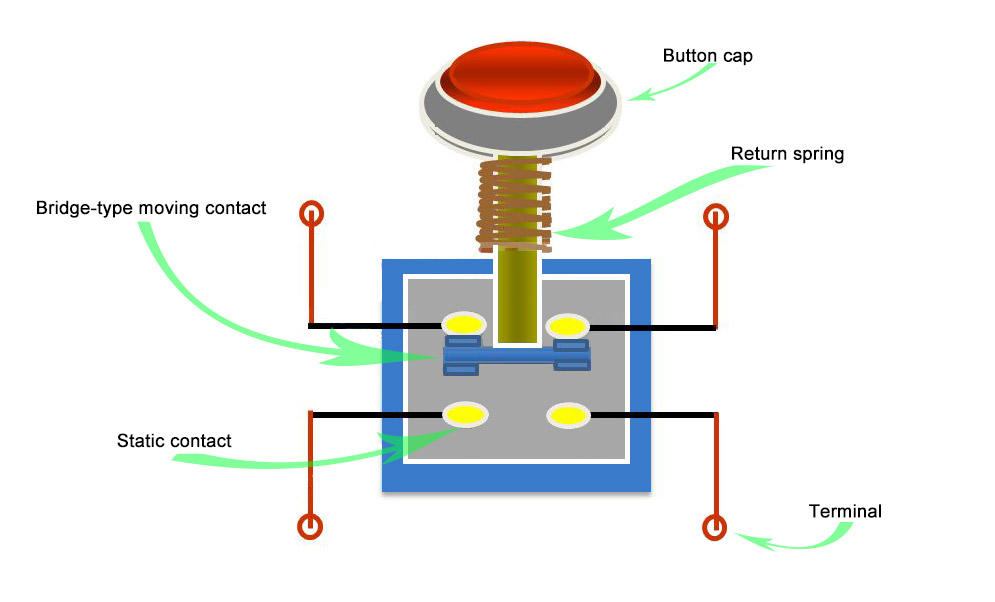 Button cap
Return spring
Bridge-type moving contact
Static contact
Terminal